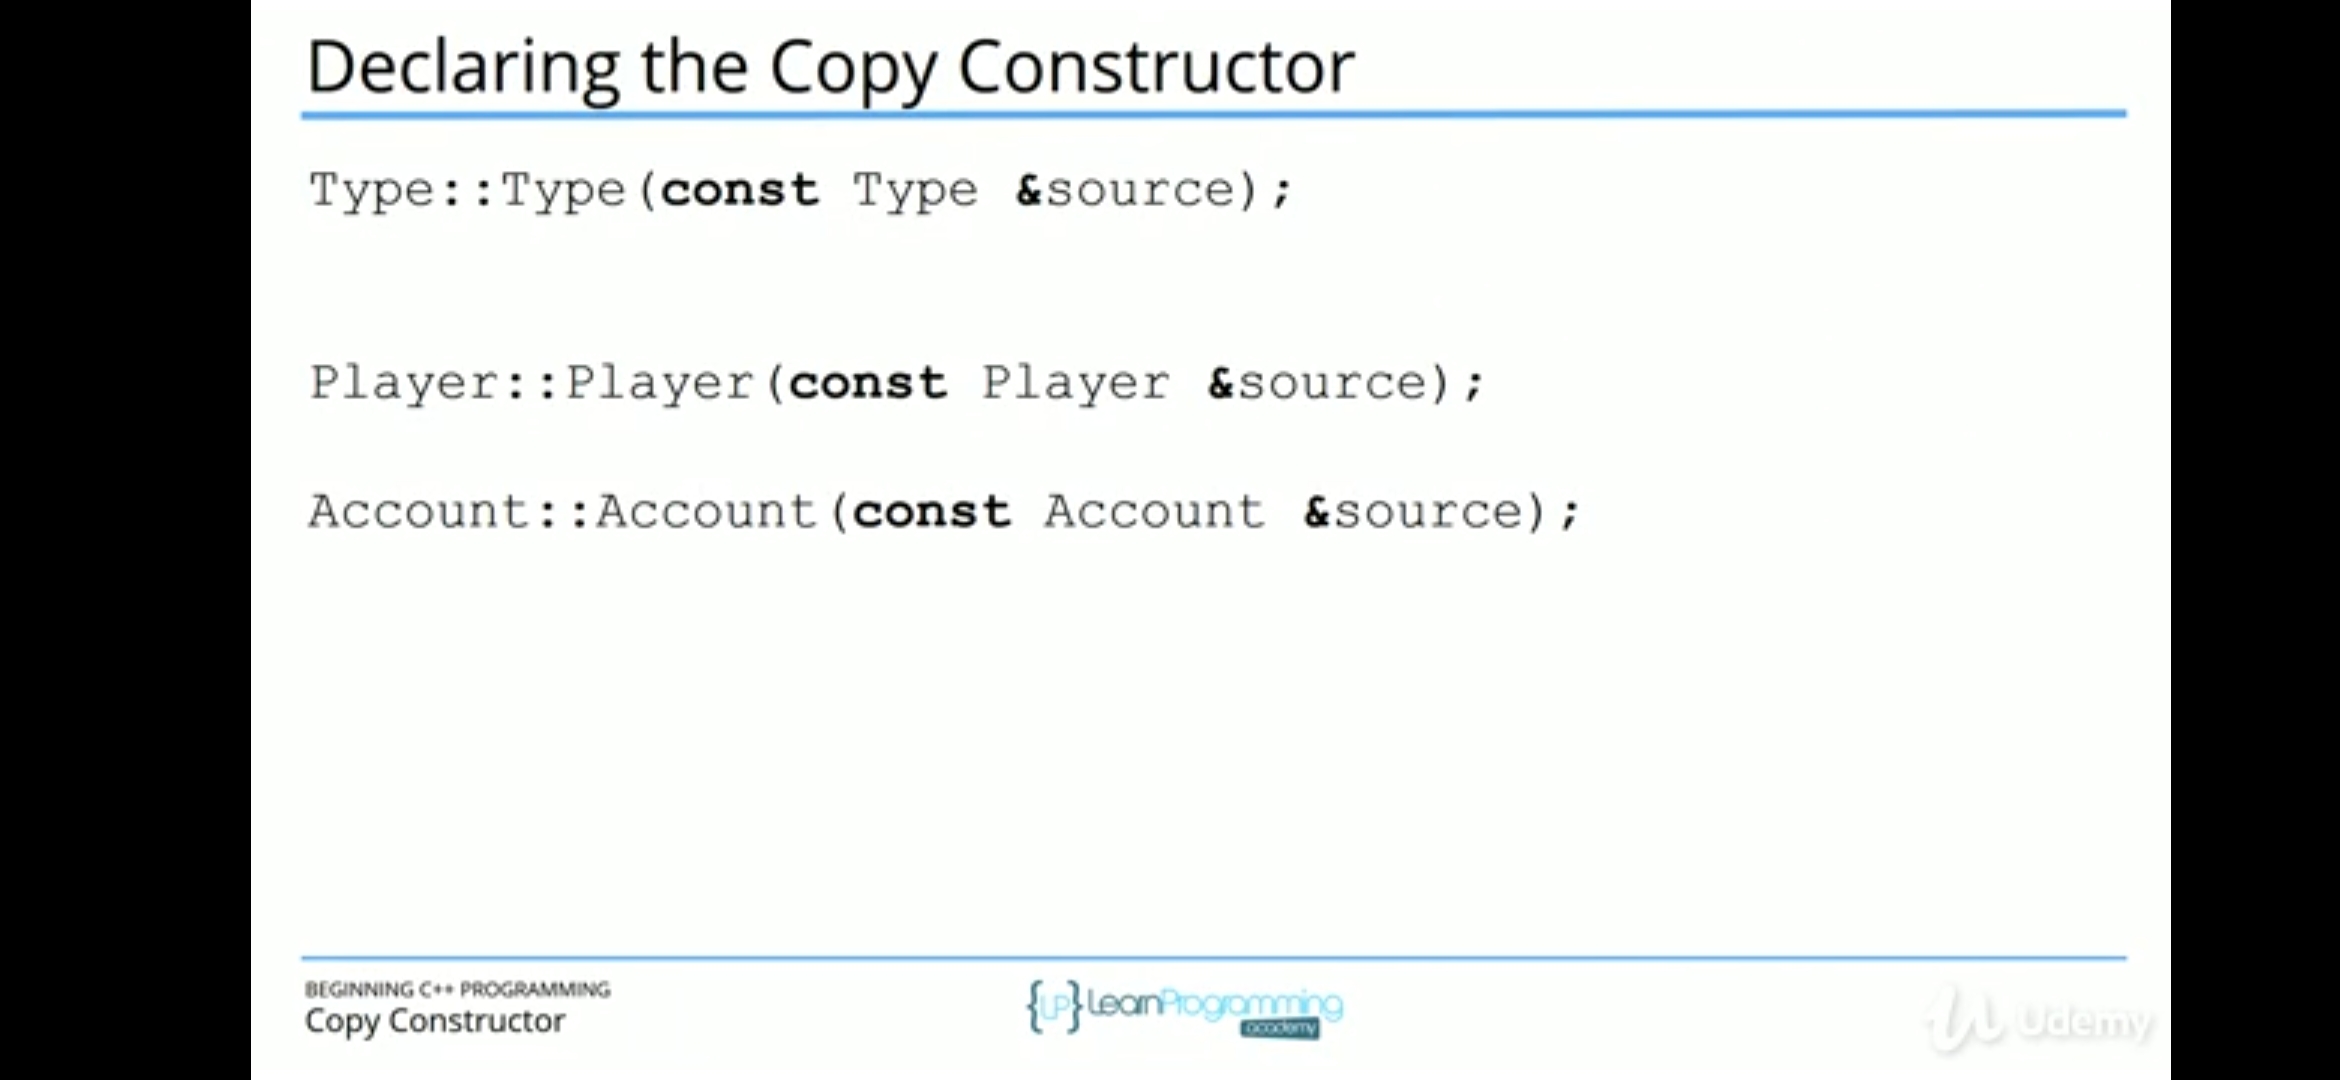 Declaring the Copy Constructor
Type::Type(const Type &source);
Player::Player(const Player &source);
Account::Account(const Account &source);
BEGINNING C++ PROGRAMMING
Copy Constructor
{LP}LearnProgramming
academy
Udemy